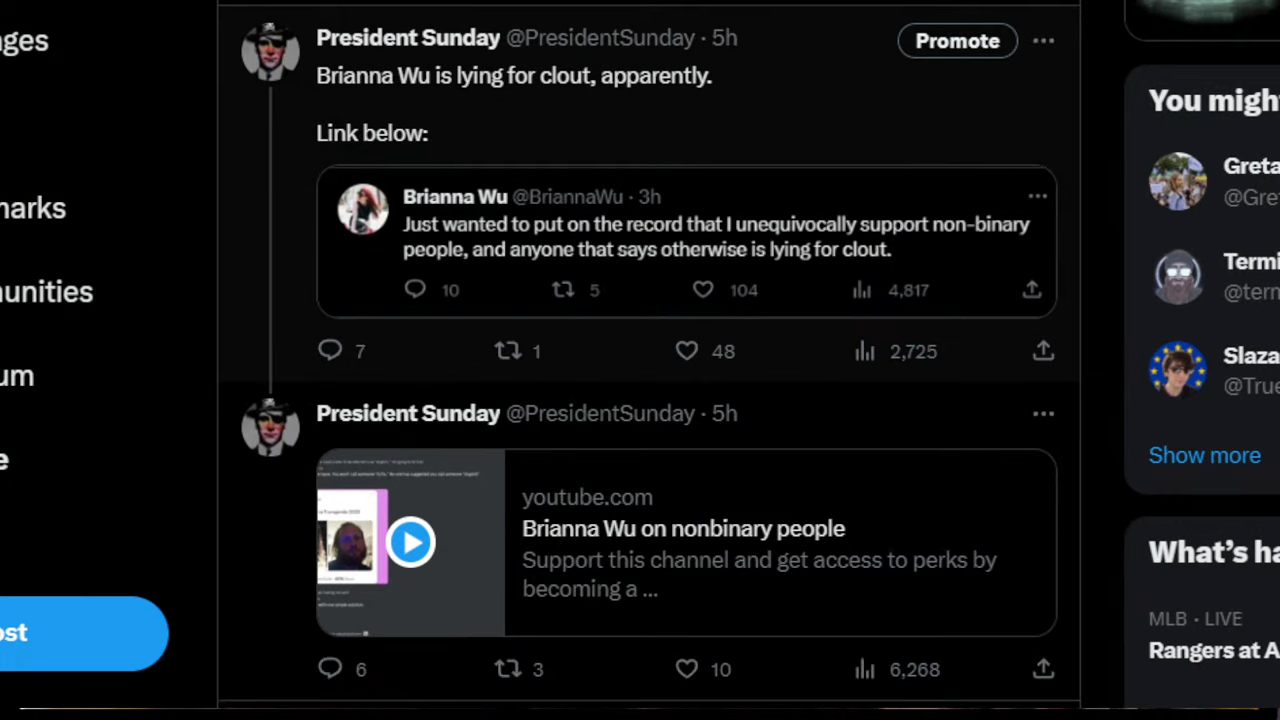 ages
President Sunday @PresidentSunday · 5h
Promote
Brianna Wu is lying for clout, apparently.
Link below:
Brianna Wu @BriannaWu · 3h
Just wanted to put on the record that I unequivocally support non-binary
people, and anyone that says otherwise is lying for clout.
10 5 104 4,817
7 1 48 2,725
President Sunday @PresidentSunday · 5h
youtube.com
Brianna Wu on nonbinary people
Support this channel and get access to perks by
becoming a ...
6 3 10 6,268
narks
unities
um
e
ost
You migh
Greta
@Gre
Termi
@tern
Slaza
@True
Show more
What's ha
MLB · LIVE
Rangers at A